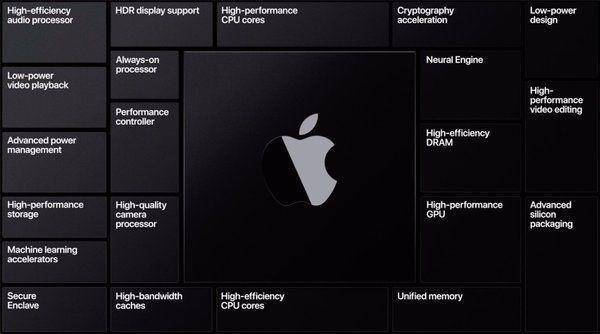 High-efficiency
audio processor
HDR display support
High-performance
CPU cores
Cryptography
acceleration
Low-power
design
Low-power
video playback
Always-on
processor
Neural Engine
High-
performance
video editing
Performance
controller
Advanced power
management
High-efficiency
DRAM
High-performance
storage
High-quality
camera
processor
High-performance
GPU
Advanced
silicon
packaging
Machine learning
accelerators
Secure
Enclave
High-bandwidth
caches
High-efficiency
CPU cores
Unified memory